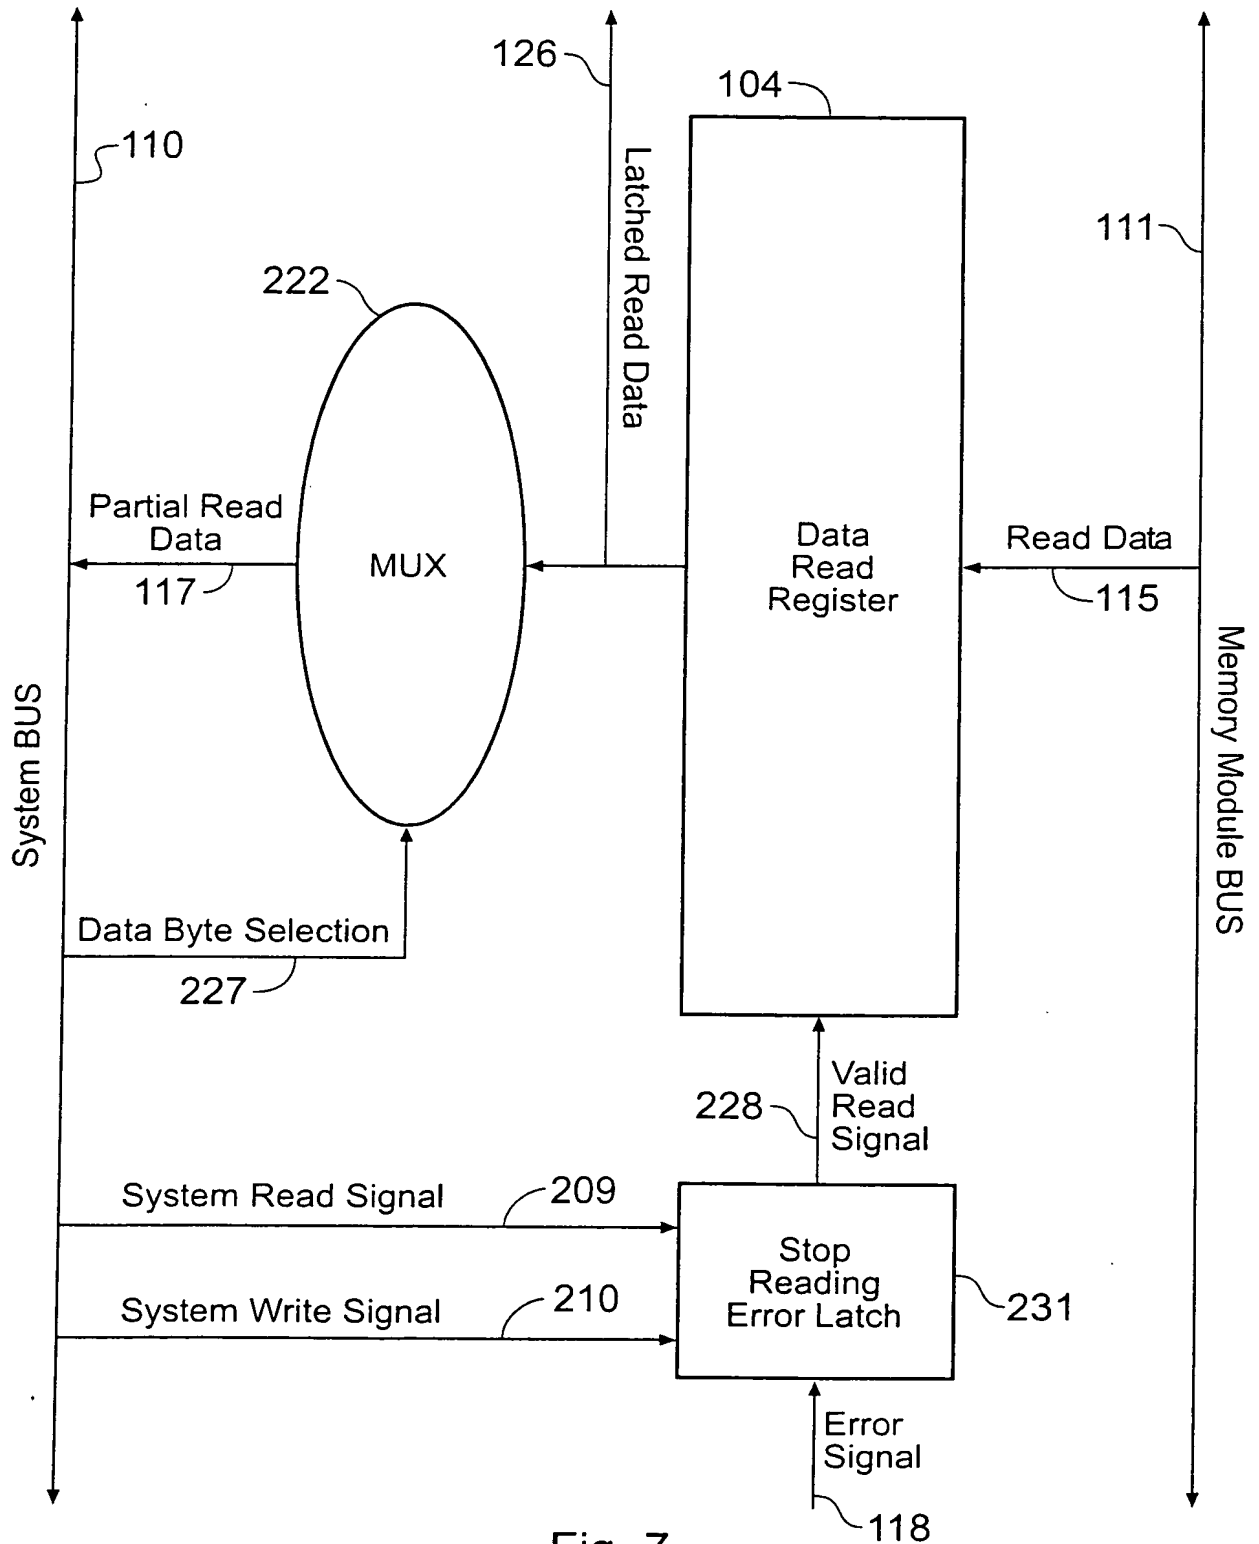 126
104
110
111
Latched Read Data
222
Partial Read
Data
117
MUX
Data
Read
Register
Read Data
115
System BUS
Memory Module BUS
Data Byte Selection
227
Valid
Read
Signal
228
System Read Signal
209
Stop
Reading
Error Latch
231
System Write Signal
210
Error
Signal
118
Fig. 7